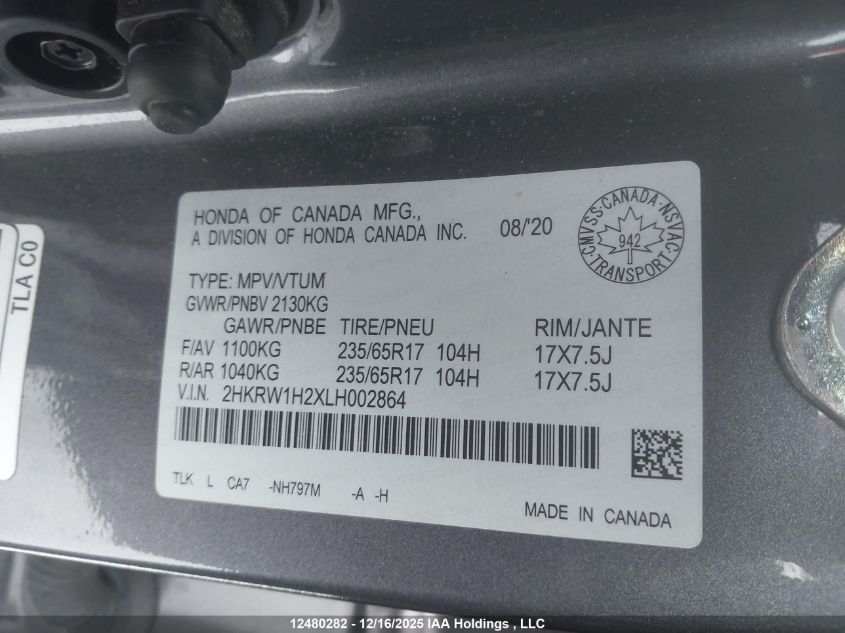 HONDA OF CANADA MFG.,
A DIVISION OF HONDA CANADA INC. 08/'20
CMVSS·CANADA·NSVAC
942
·TRANSPORT·
TYPE: MPV/VTUM
GVWR/PNBV 2130KG
GAWR/PNBE TIRE/PNEU RIM/JANTE
F/AV 1100KG 235/65R17 104H 17X7.5J
R/AR 1040KG 235/65R17 104H 17X7.5J
V.I.N. 2HKRW1H2XLH002864
TLK L CA7 -NH797M -A -H
MADE IN CANADA
TLA C0
12480282 - 12/16/2025 IAA Holdings , LLC